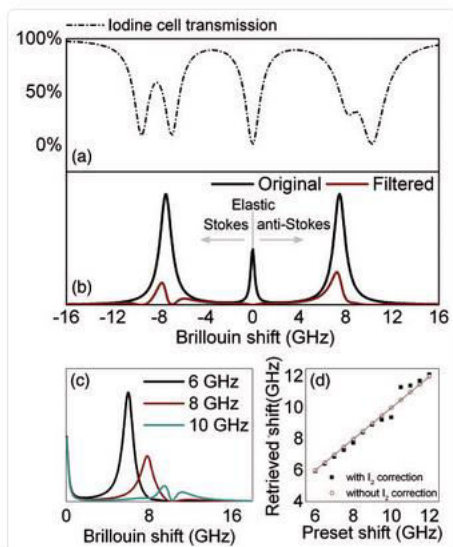 Iodine cell transmission
100%
50%
0%
(a)
Original
Filtered
Elastic
Stokes
anti-Stokes
(b)
-16 -12 -8 -4 0 4 8 12 16
Brillouin shift (GHz)
(c)
6 GHz
8 GHz
10 GHz
0 8 16
Brillouin shift (GHz)
(d)
Retrieved shift(GHz)
12
10
8
6
4
with I₂ correction
without I₂ correction
6 7 8 9 10 11 12
Preset shift (GHz)